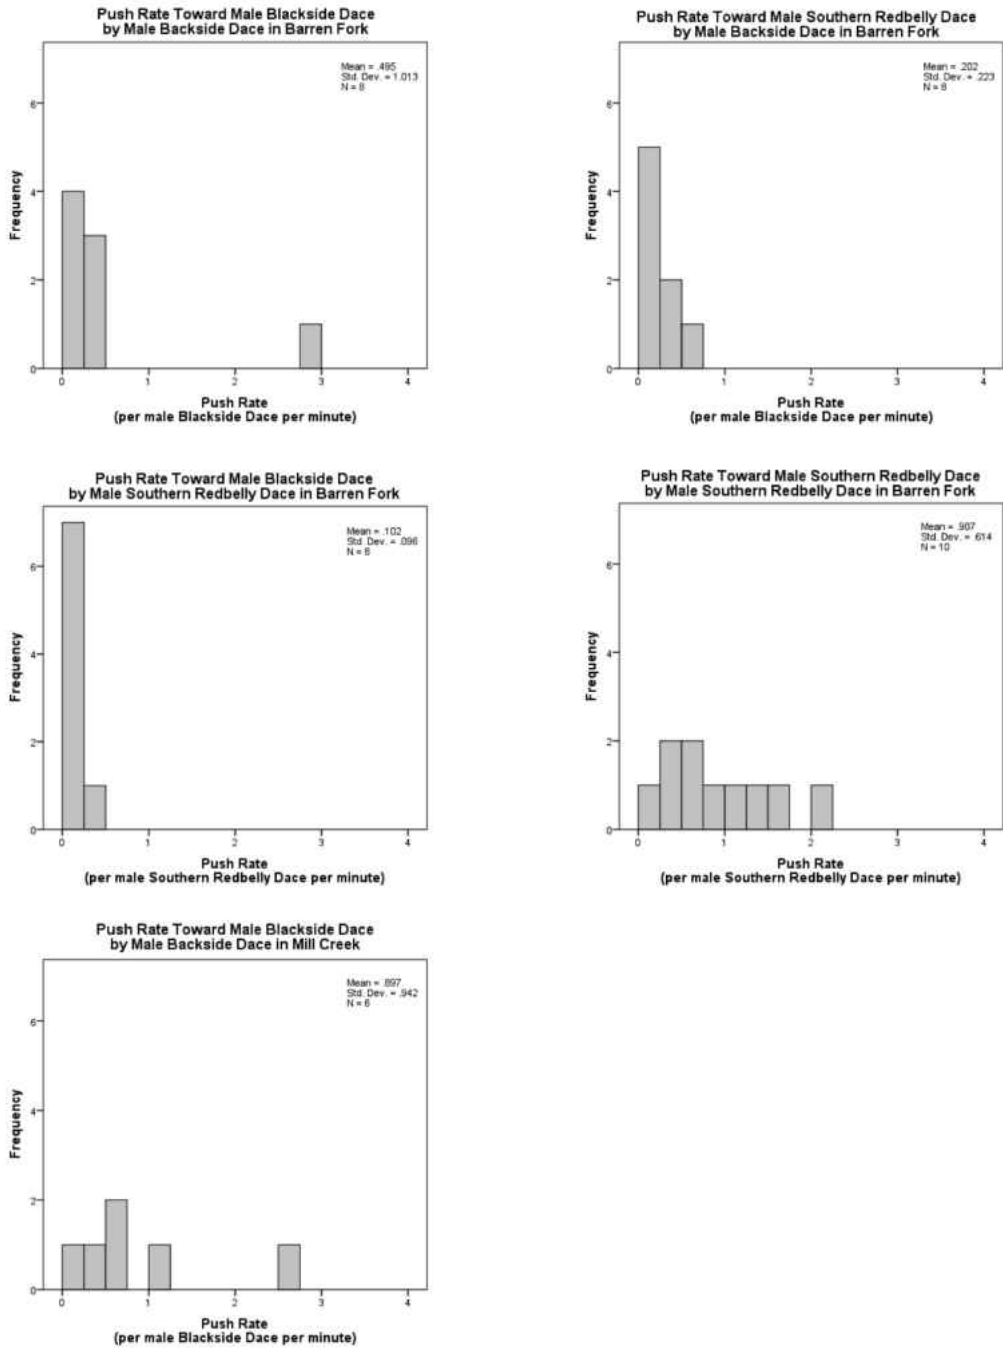 Push Rate Toward Male Blackside Dace
by Male Backside Dace in Barren Fork
Mean = .495
Std. Dev. = 1.013
N = 8
6
4
2
0
Frequency
0 1 2 3 4
Push Rate
(per male Blackside Dace per minute)
Push Rate Toward Male Southern Redbelly Dace
by Male Backside Dace in Barren Fork
Mean = .202
Std. Dev. = .223
N = 8
6
4
2
0
Frequency
0 1 2 3 4
Push Rate
(per male Blackside Dace per minute)
Push Rate Toward Male Blackside Dace
by Male Southern Redbelly Dace in Barren Fork
Mean = .102
Std. Dev. = .096
N = 8
6
4
2
0
Frequency
0 1 2 3 4
Push Rate
(per male Southern Redbelly Dace per minute)
Push Rate Toward Male Southern Redbelly Dace
by Male Southern Redbelly Dace in Barren Fork
Mean =
Std. Dev. = .614
N = 10
6
4
2
0
Frequency
0 1 2 3 4
Push Rate
(per male Southern Redbelly Dace per minute)
Push Rate Toward Male Blackside Dace
by Male Backside Dace in Mill Creek
Mean = .897
Std. Dev. = .942
N = 6
6
4
2
0
Frequency
0 1 2 3 4
Push Rate
(per male Blackside Dace per minute)